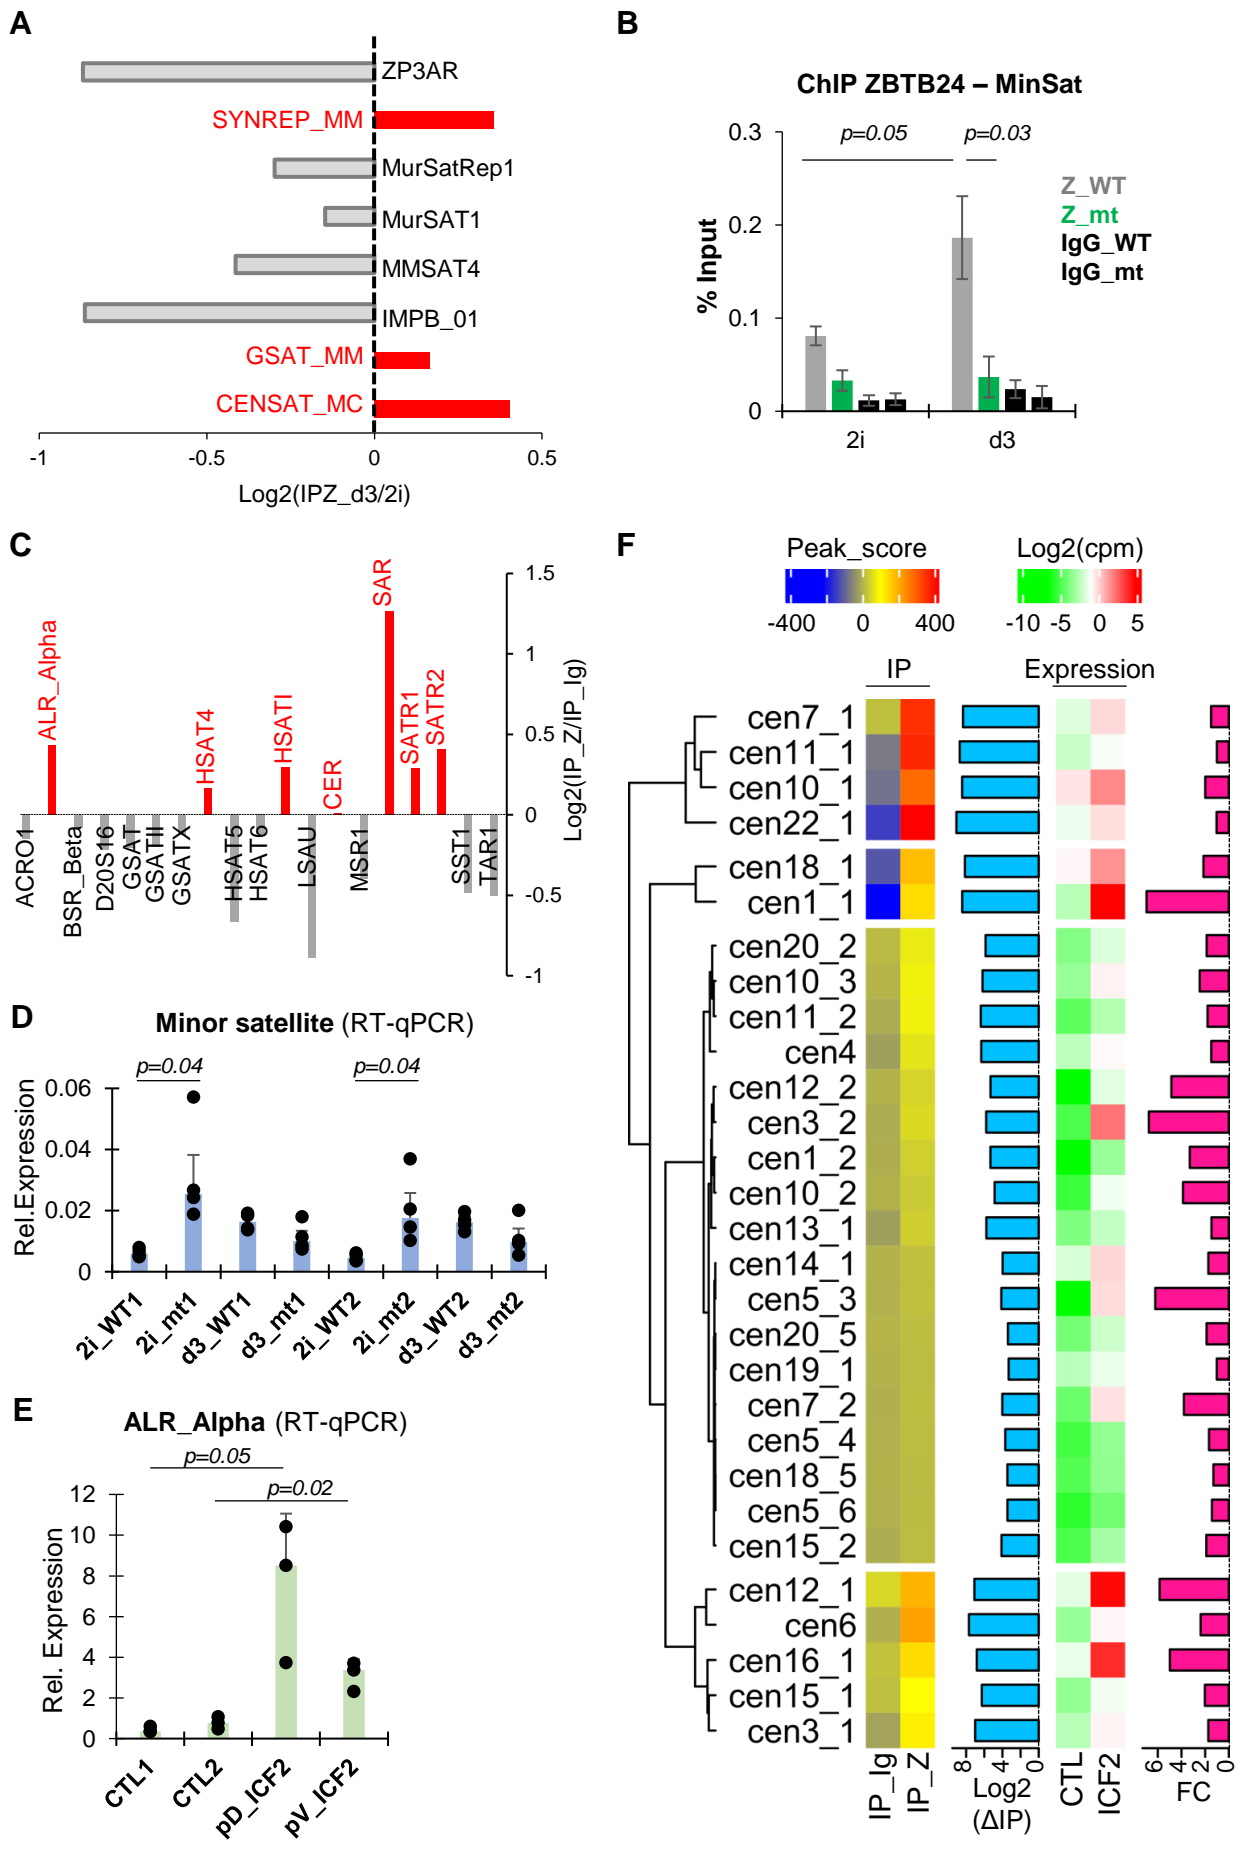 A
ZP3AR
SYNREP_MM
MurSatRep1
MurSAT1
MMSAT4
IMPB_01
GSAT_MM
CENSAT_MC
-1 -0.5 0 0.5
Log2(IPZ_d3/2i)
B
ChIP ZBTB24 – MinSat
0.3
0.2
0.1
0
% Input
p=0.05 p=0.03
Z_WT
Z_mt
IgG_WT
IgG_mt
2i d3
C
1.5
1
0.5
0
-0.5
-1
Log2(IP_Z/IP_Ig)
ACRO1
ALR_Alpha
BSR_Beta
D20S16
GSAT
GSATII
GSATX
HSAT4
HSAT5
HSAT6
HSATI
LSAU
CER
MSR1
SAR
SATR1
SATR2
SST1
TAR1
D
Minor satellite (RT-qPCR)
p=0.04 p=0.04
0.06
0.04
0.02
0
Rel.Expression
2i_WT1
2i_mt1
d3_WT1
d3_mt1
2i_WT2
2i_mt2
d3_WT2
d3_mt2
E
ALR_Alpha (RT-qPCR)
p=0.05
p=0.02
12
10
8
6
4
2
0
Rel. Expression
CTL1
CTL2
pD_ICF2
pV_ICF2
F
Peak_score Log2(cpm)
-400 0 400 -10 -5 0 5
IP Expression
cen7_1
cen11_1
cen10_1
cen22_1
cen18_1
cen1_1
cen20_2
cen10_3
cen11_2
cen4
cen12_2
cen3_2
cen1_2
cen10_2
cen13_1
cen14_1
cen5_3
cen20_5
cen19_1
cen7_2
cen5_4
cen18_5
cen5_6
cen15_2
cen12_1
cen6
cen16_1
cen15_1
cen3_1
IP_Ig
IP_Z
8 4 0
Log2
(ΔIP)
CTL
ICF2
6 4 2 0
FC